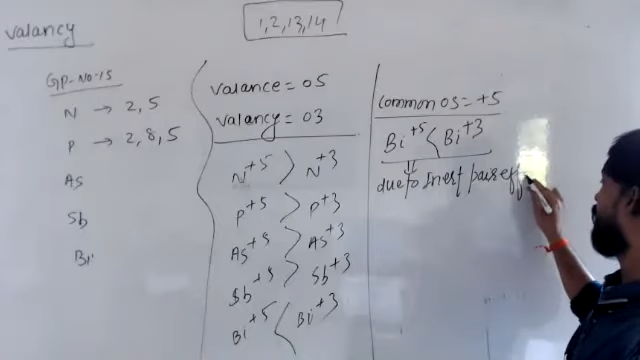 valancy
1,2,13,14
GP-No-15
N → 2, 5
P → 2, 8, 5
As
Sb
Bi
valance = 05
valancy = 03
N+5 > N+3
P+5 > P+3
As+5 > As+3
Sb+5 > Sb+3
Bi+5 < Bi+3
common os = +5
Bi+5 < Bi+3
due to Inert pair eff